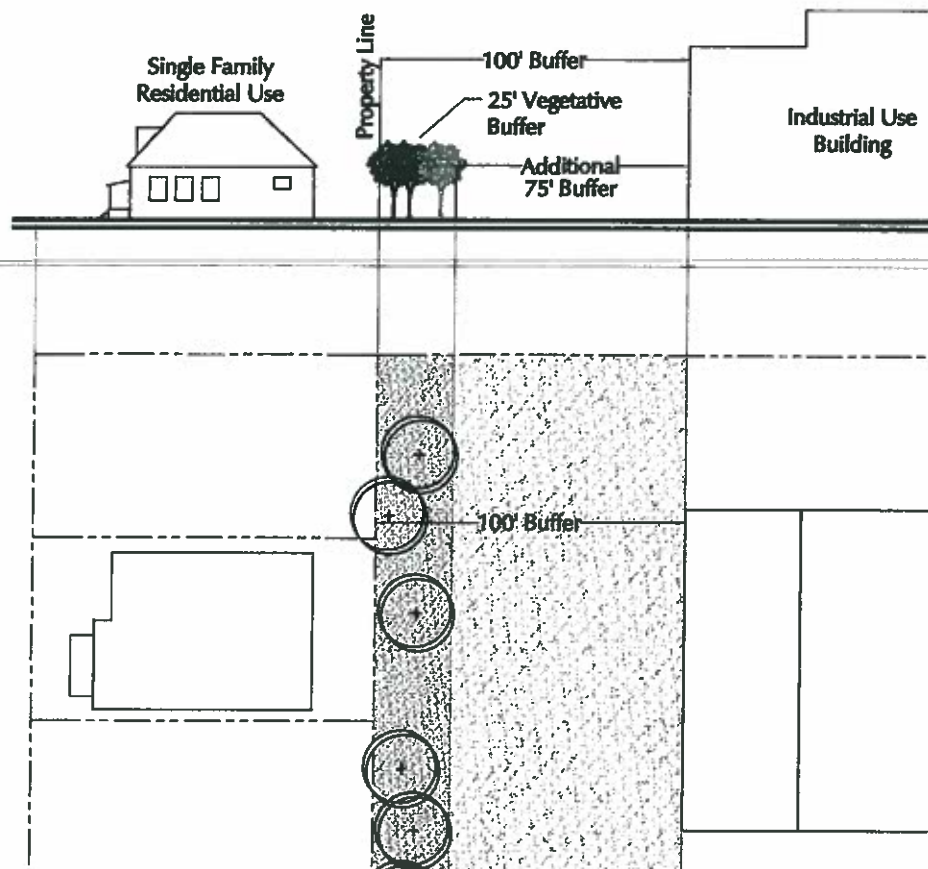 Single Family
Residential Use
Property Line
100' Buffer
25' Vegetative
Buffer
Additional
75' Buffer
Industrial Use
Building
100' Buffer